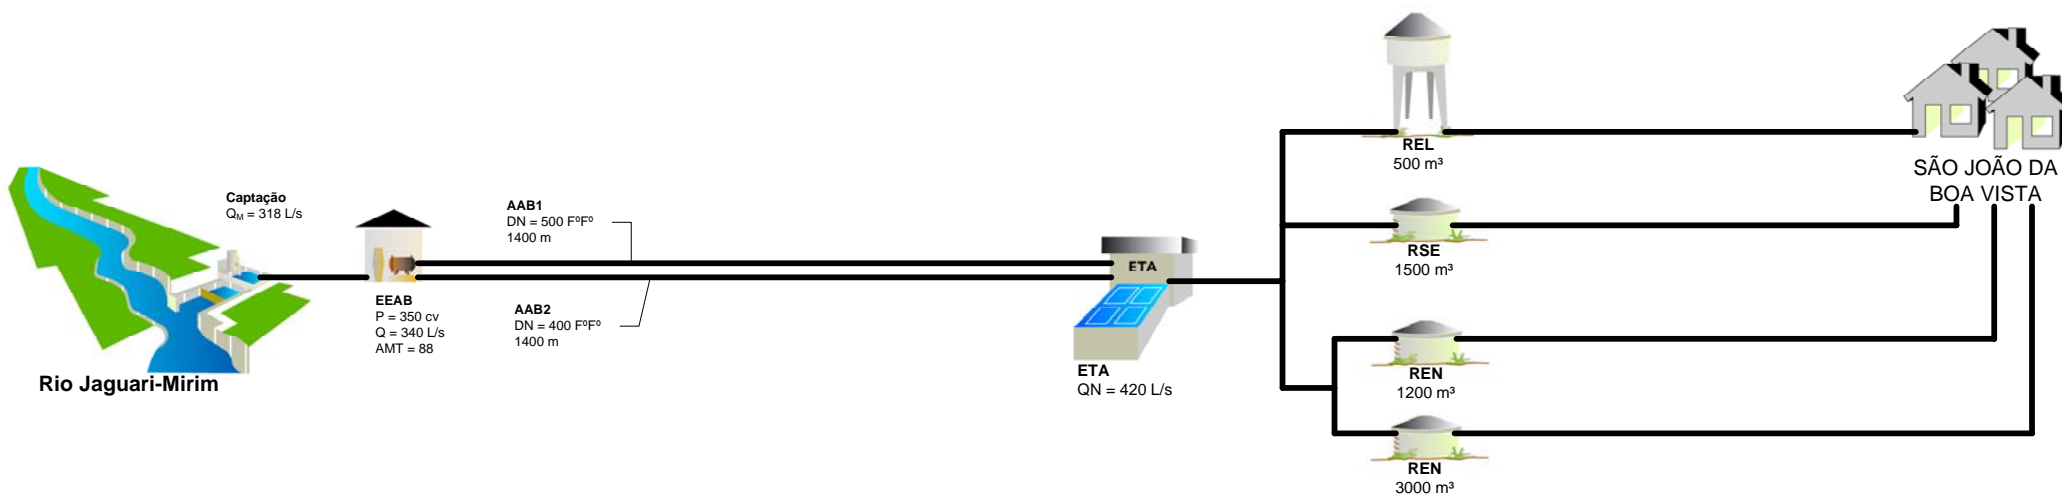 Captação
Q_M = 318 L/s
Rio Jaguari-Mirim
EEAB
P = 350 cv
Q = 340 L/s
AMT = 88
AAB1
DN = 500 FºFº
1400 m
AAB2
DN = 400 FºFº
1400 m
ETA
ETA
QN = 420 L/s
REL
500 m³
RSE
1500 m³
REN
1200 m³
REN
3000 m³
SÃO JOÃO DA
BOA VISTA